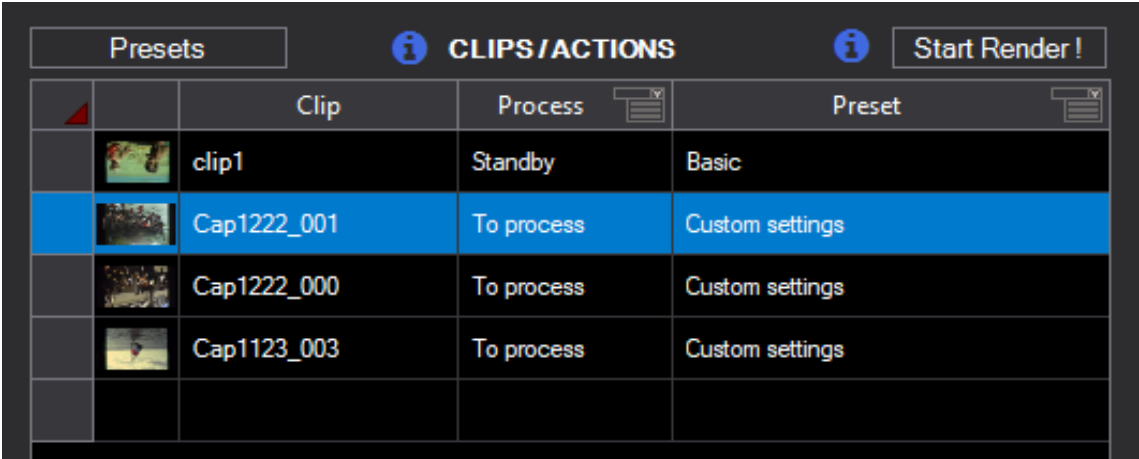 Presets CLIPS/ACTIONS Start Render !
Clip Process Preset
clip1 Standby Basic
Cap1222_001 To process Custom settings
Cap1222_000 To process Custom settings
Cap1123_003 To process Custom settings